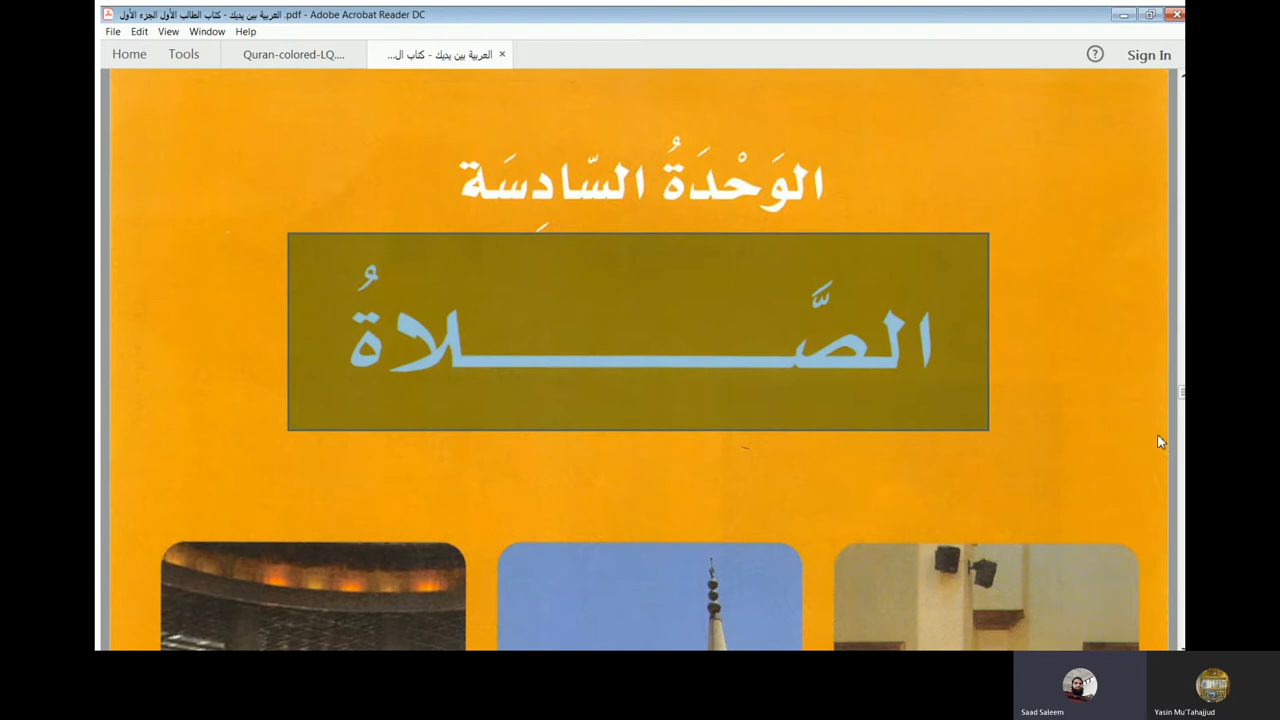 العربية بين يديك - كتاب الطالب الأول الجزء الأول.pdf - Adobe Acrobat Reader DC
File Edit View Window Help
Home Tools Quran-colored-LQ.... العربية بين يديك - كتاب ال... × ? Sign In
الوَحْدَةُ السّادِسَة
الصَّـــــــــــــــلاةُ
Saad Saleem Yasin Mu'Tahajjud